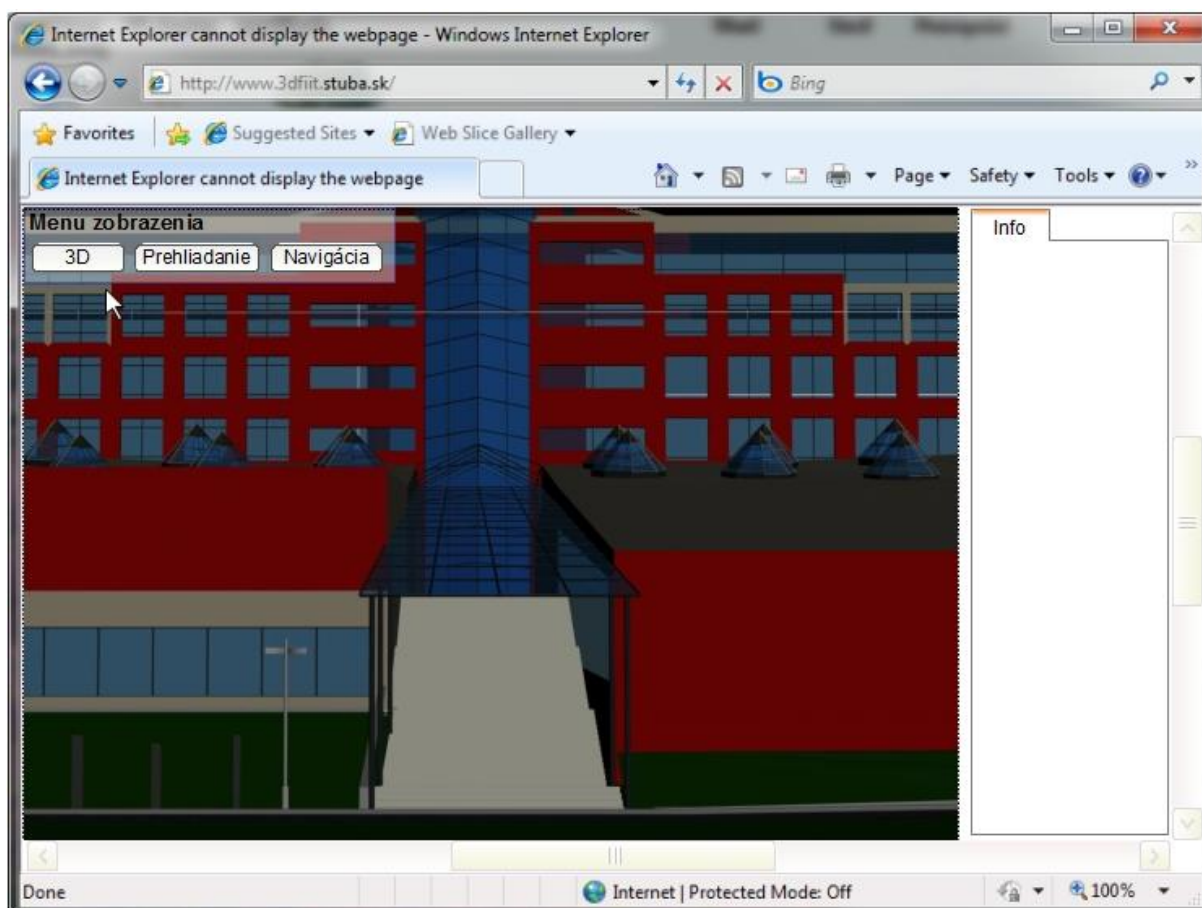 Internet Explorer cannot display the webpage - Windows Internet Explorer
http://www.3dfiit.stuba.sk/
Bing
Favorites
Suggested Sites
Web Slice Gallery
Internet Explorer cannot display the webpage
Page
Safety
Tools
Menu zobrazenia
3D
Prehliadanie
Navigácia
Info
Done
Internet | Protected Mode: Off
100%